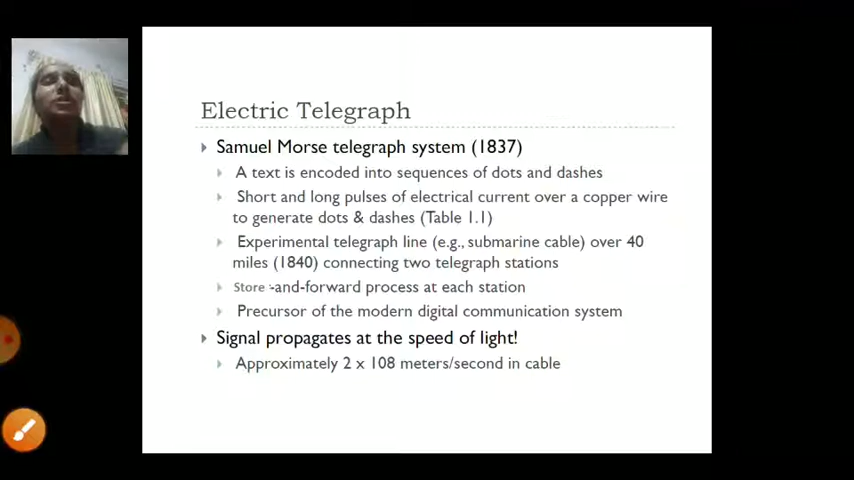 Electric Telegraph
Samuel Morse telegraph system (1837)
A text is encoded into sequences of dots and dashes
Short and long pulses of electrical current over a copper wire
to generate dots & dashes (Table 1.1)
Experimental telegraph line (e.g., submarine cable) over 40
miles (1840) connecting two telegraph stations
Store -and-forward process at each station
Precursor of the modern digital communication system
Signal propagates at the speed of light!
Approximately 2 x 108 meters/second in cable